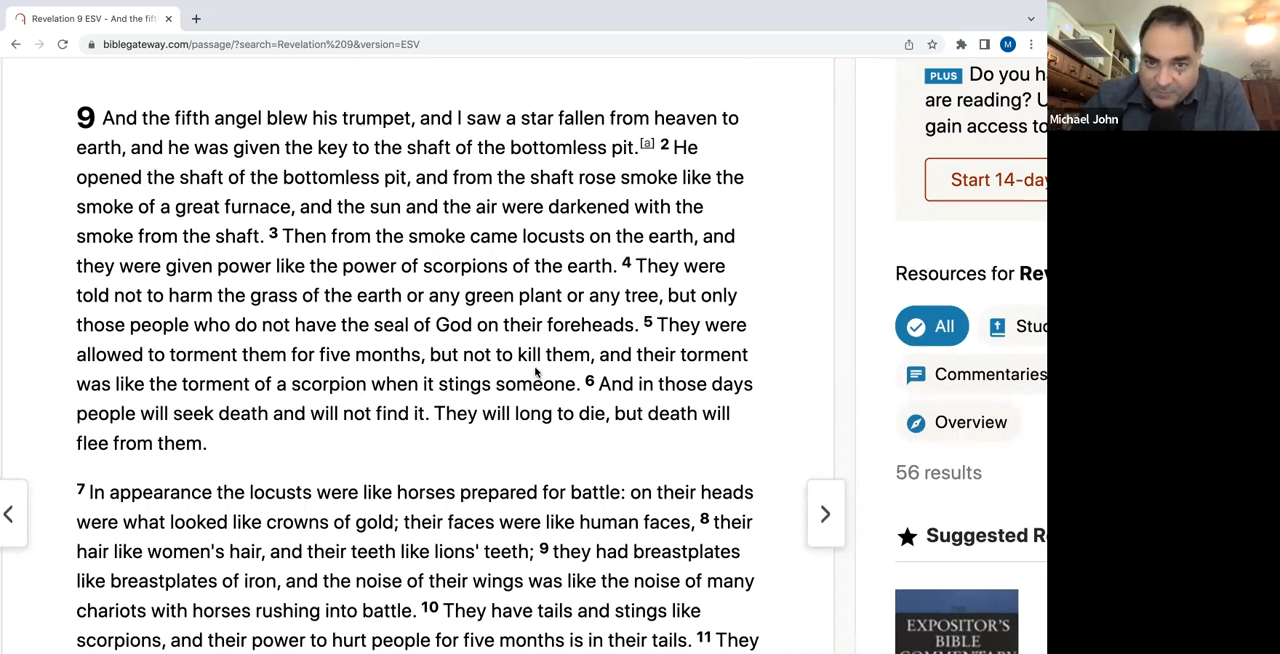 Revelation 9 ESV - And the fift
biblegateway.com/passage/?search=Revelation%209&version=ESV
M
9 And the fifth angel blew his trumpet, and I saw a star fallen from heaven to
earth, and he was given the key to the shaft of the bottomless pit.[a] 2 He
opened the shaft of the bottomless pit, and from the shaft rose smoke like the
smoke of a great furnace, and the sun and the air were darkened with the
smoke from the shaft. 3 Then from the smoke came locusts on the earth, and
they were given power like the power of scorpions of the earth. 4 They were
told not to harm the grass of the earth or any green plant or any tree, but only
those people who do not have the seal of God on their foreheads. 5 They were
allowed to torment them for five months, but not to kill them, and their torment
was like the torment of a scorpion when it stings someone. 6 And in those days
people will seek death and will not find it. They will long to die, but death will
flee from them.
7 In appearance the locusts were like horses prepared for battle: on their heads
were what looked like crowns of gold; their faces were like human faces, 8 their
hair like women's hair, and their teeth like lions' teeth; 9 they had breastplates
like breastplates of iron, and the noise of their wings was like the noise of many
chariots with horses rushing into battle. 10 They have tails and stings like
scorpions, and their power to hurt people for five months is in their tails. 11 They
PLUS Do you h
are reading? U
gain access to
Start 14-da
Resources for Rev
All
Stud
Commentaries
Overview
56 results
Suggested R
THE
EXPOSITOR'S
BIBLE
COMMENTARY
Michael John